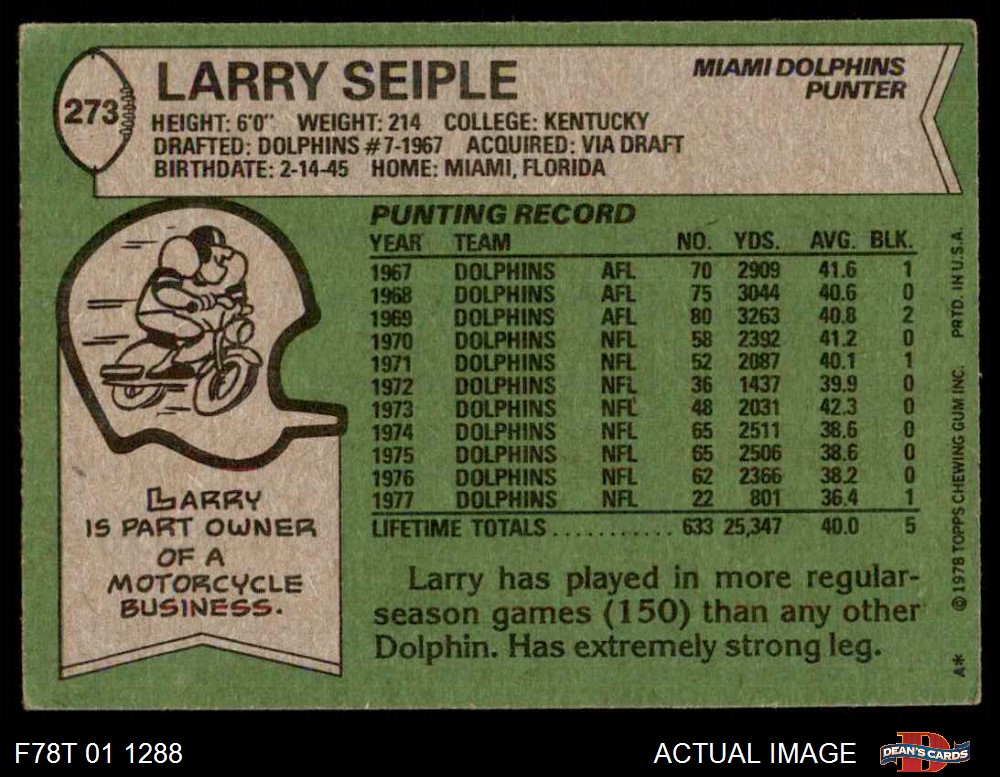 273
LARRY SEIPLE
MIAMI DOLPHINS
PUNTER
HEIGHT: 6'0" WEIGHT: 214 COLLEGE: KENTUCKY
DRAFTED: DOLPHINS #7-1967 ACQUIRED: VIA DRAFT
BIRTHDATE: 2-14-45 HOME: MIAMI, FLORIDA
PUNTING RECORD
YEAR TEAM NO. YDS. AVG. BLK.
1967 DOLPHINS AFL 70 2909 41.6 1
1968 DOLPHINS AFL 75 3044 40.6 0
1969 DOLPHINS AFL 80 3263 40.8 2
1970 DOLPHINS NFL 58 2392 41.2 0
1971 DOLPHINS NFL 52 2087 40.1 1
1972 DOLPHINS NFL 36 1437 39.9 0
1973 DOLPHINS NFL 48 2031 42.3 0
1974 DOLPHINS NFL 65 2511 38.6 0
1975 DOLPHINS NFL 65 2506 38.6 0
1976 DOLPHINS NFL 62 2366 38.2 0
1977 DOLPHINS NFL 22 801 36.4 1
LIFETIME TOTALS ........... 633 25,347 40.0 5
LARRY
IS PART OWNER
OF A
MOTORCYCLE
BUSINESS.
Larry has played in more regular-
season games (150) than any other
Dolphin. Has extremely strong leg.
A* © 1978 TOPPS CHEWING GUM INC. PRTD. IN U.S.A.
F78T 01 1288
ACTUAL IMAGE
D
DEAN'S CARDS